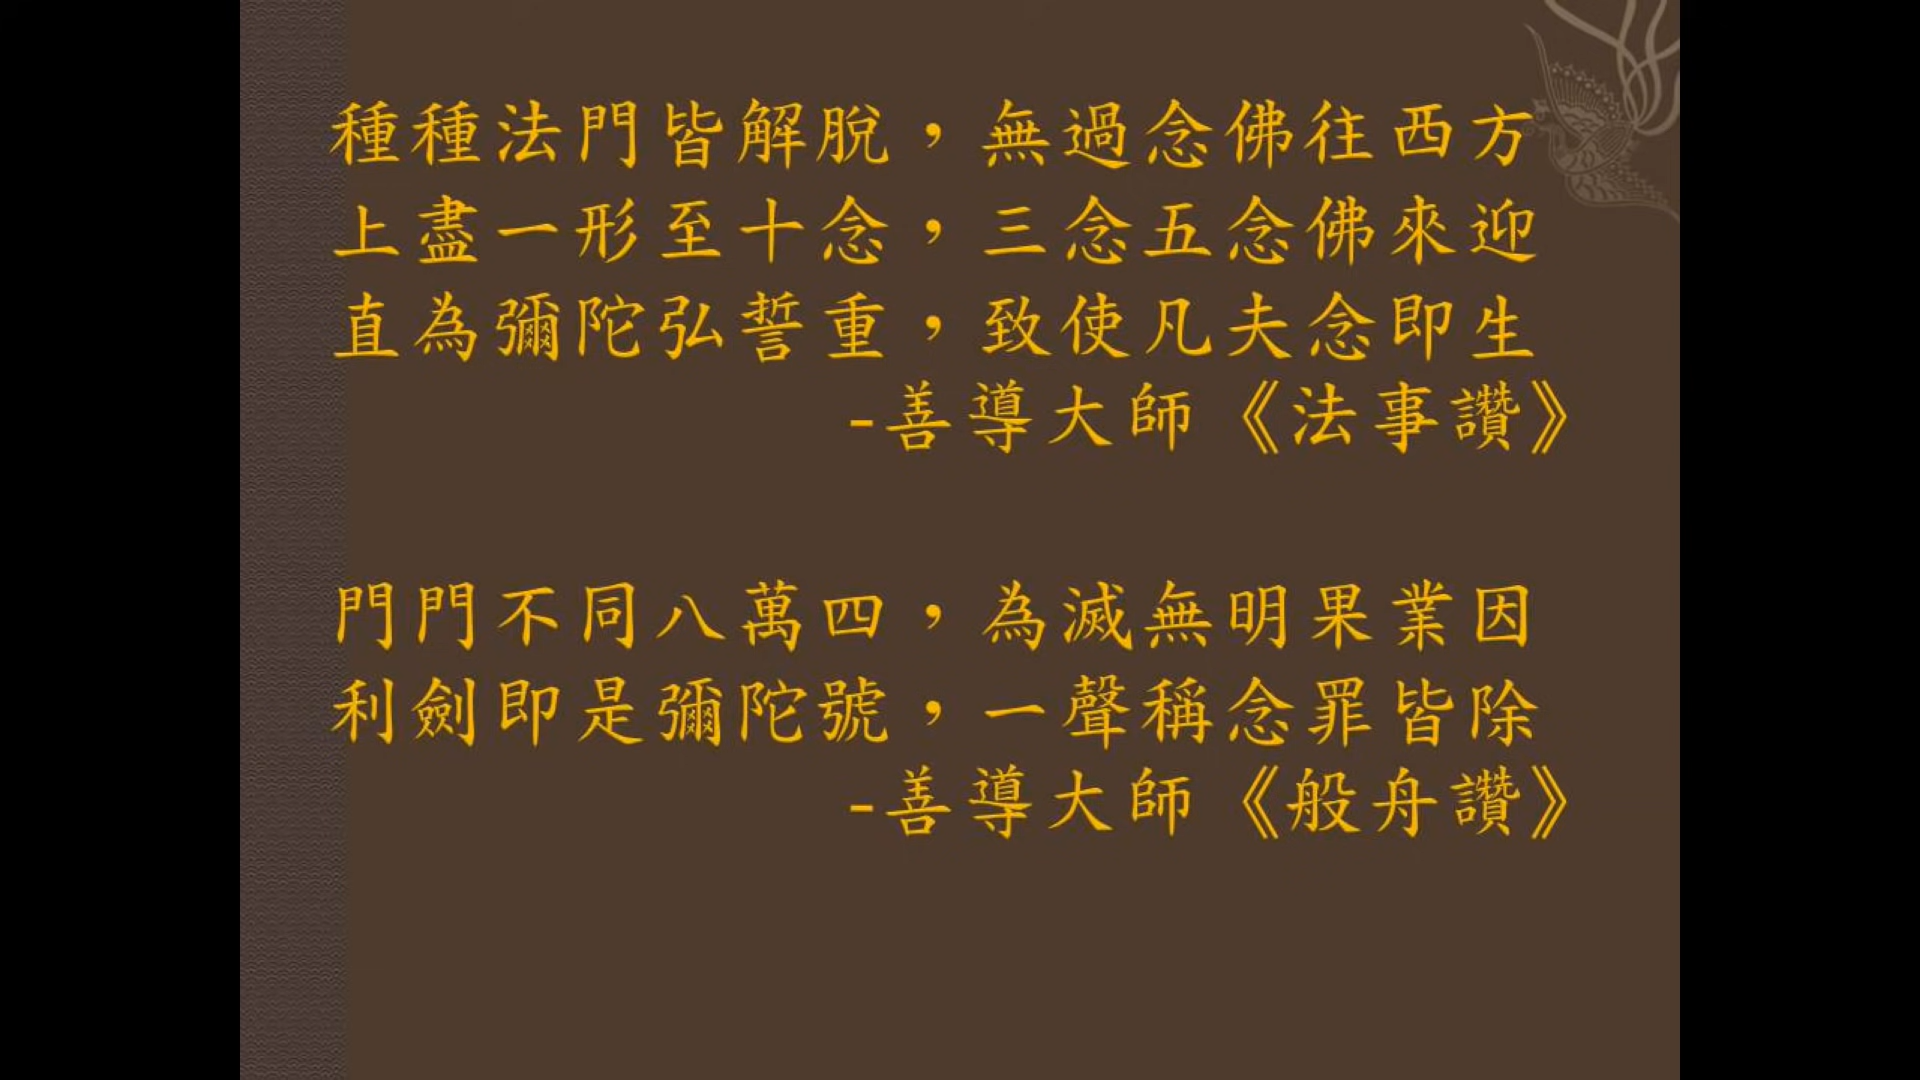 種種法門皆解脫，無過念佛往西方
上盡一形至十念，三念五念佛來迎
直為彌陀弘誓重，致使凡夫念即生
-善導大師《法事讚》
門門不同八萬四，為滅無明果業因
利劍即是彌陀號，一聲稱念罪皆除
-善導大師《般舟讚》